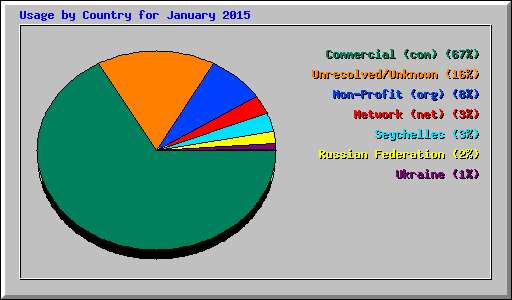 Usage by Country for January 2015
Commercial (com) (67%)
Unresolved/Unknown (16%)
Non-Profit (org) (8%)
Network (net) (3%)
Seychelles (3%)
Russian Federation (2%)
Ukraine (1%)